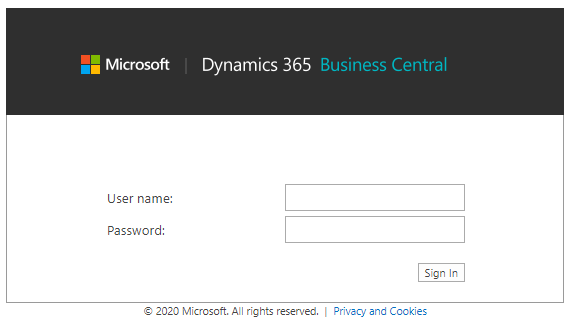 Microsoft | Dynamics 365 Business Central
User name:
Password:
Sign In
© 2020 Microsoft. All rights reserved. | Privacy and Cookies